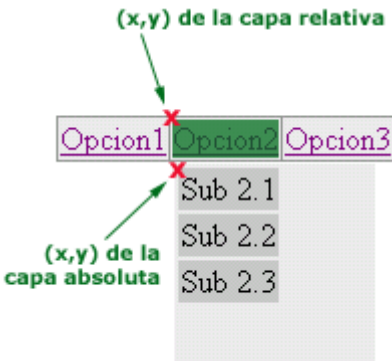 (x,y) de la capa relativa
Opcion1 Opcion2 Opcion3
Sub 2.1
Sub 2.2
Sub 2.3
(x,y) de la
capa absoluta